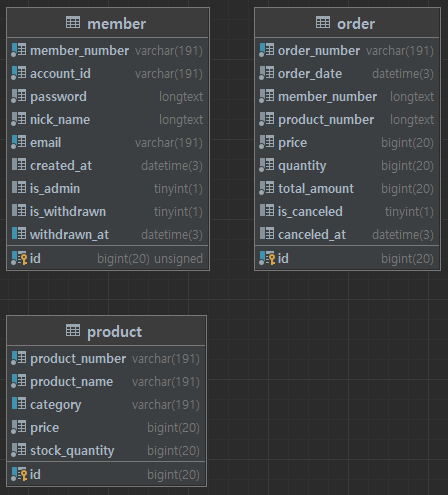 member
member_number varchar(191)
account_id varchar(191)
password longtext
nick_name longtext
email varchar(191)
created_at datetime(3)
is_admin tinyint(1)
is_withdrawn tinyint(1)
withdrawn_at datetime(3)
id bigint(20) unsigned
order
order_number varchar(191)
order_date datetime(3)
member_number longtext
product_number longtext
price bigint(20)
quantity bigint(20)
total_amount bigint(20)
is_canceled tinyint(1)
canceled_at datetime(3)
id bigint(20)
product
product_number varchar(191)
product_name varchar(191)
category varchar(191)
price bigint(20)
stock_quantity bigint(20)
id bigint(20)